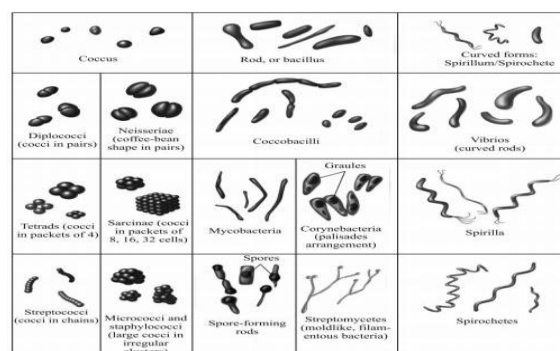 Coccus
Rod, or bacillus
Curved forms:
Spirillum/Spirochete
Diplococci
(cocci in pairs)
Neisseriae
(coffee-bean
shape in pairs)
Coccobacilli
Vibrios
(curved rods)
Tetrads (cocci
in packets of 4)
Sarcinae (cocci
in packets of
8, 16, 32 cells)
Mycobacteria
Graules
Corynebacteria
(palisades
arrangement)
Spirilla
Streptococci
(cocci in chains)
Micrococci and
staphylococci
(large cocci in
irregular
Spores
Spore-forming
rods
Streptomycetes
(moldlike, filam-
entous bacteria)
Spirochetes